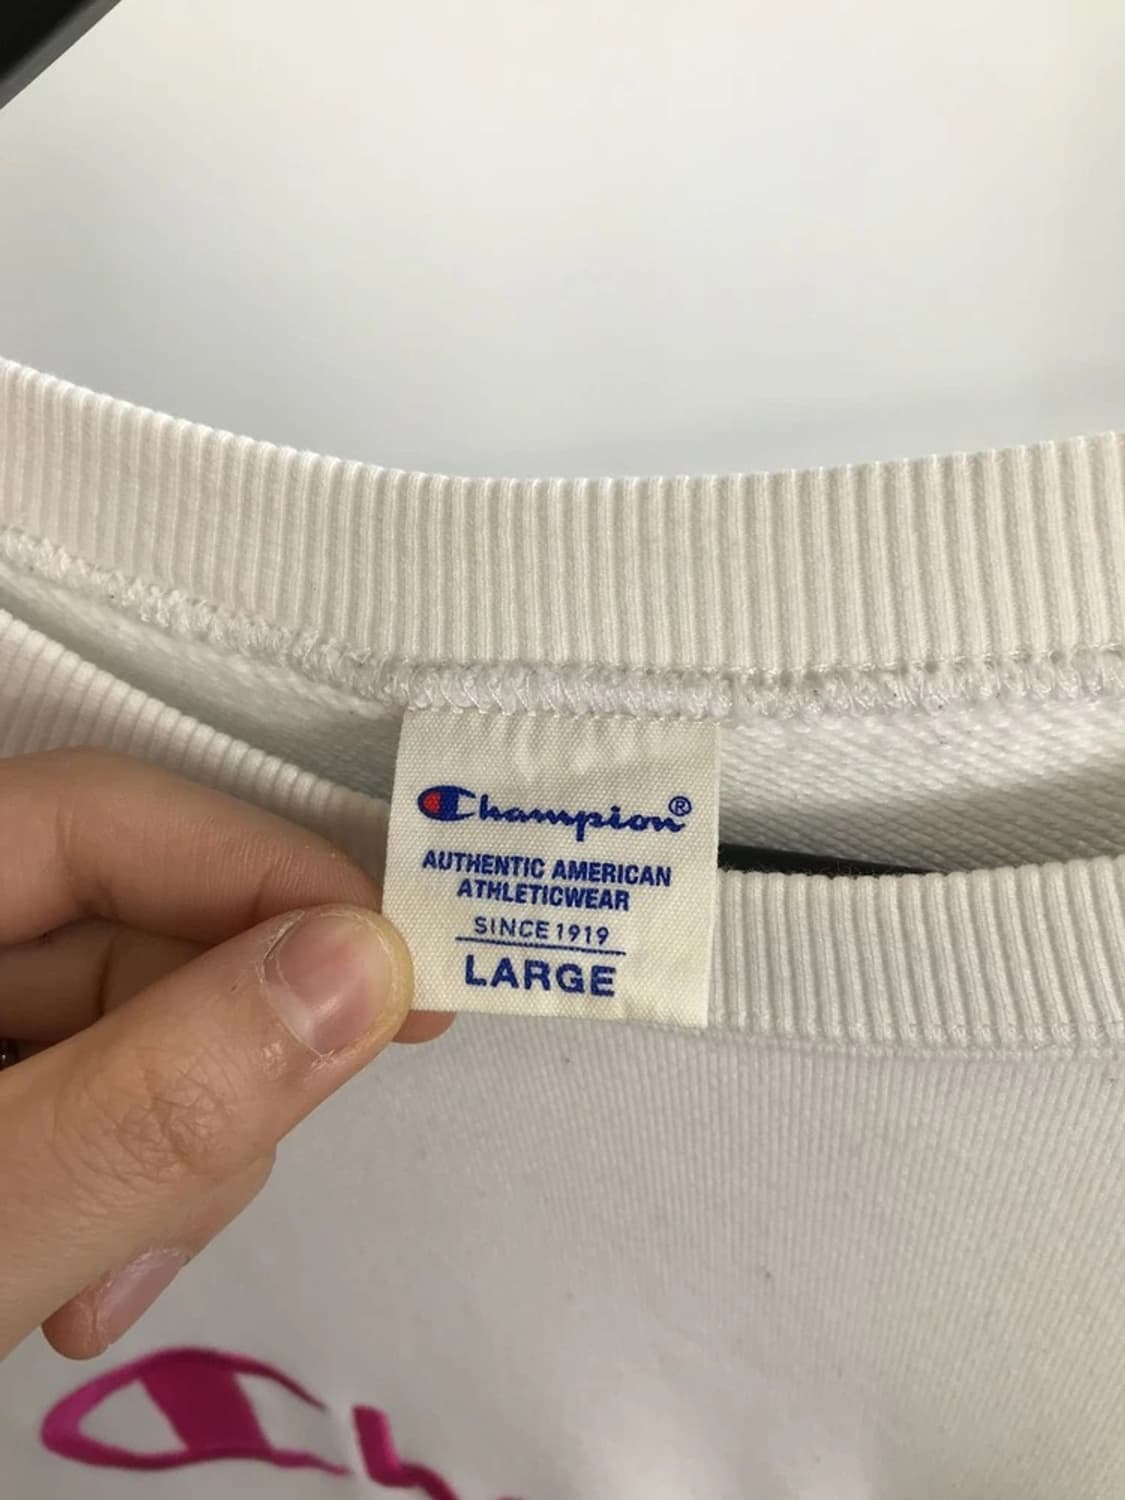 Champion®
AUTHENTIC AMERICAN
ATHLETICWEAR
SINCE 1919
LARGE